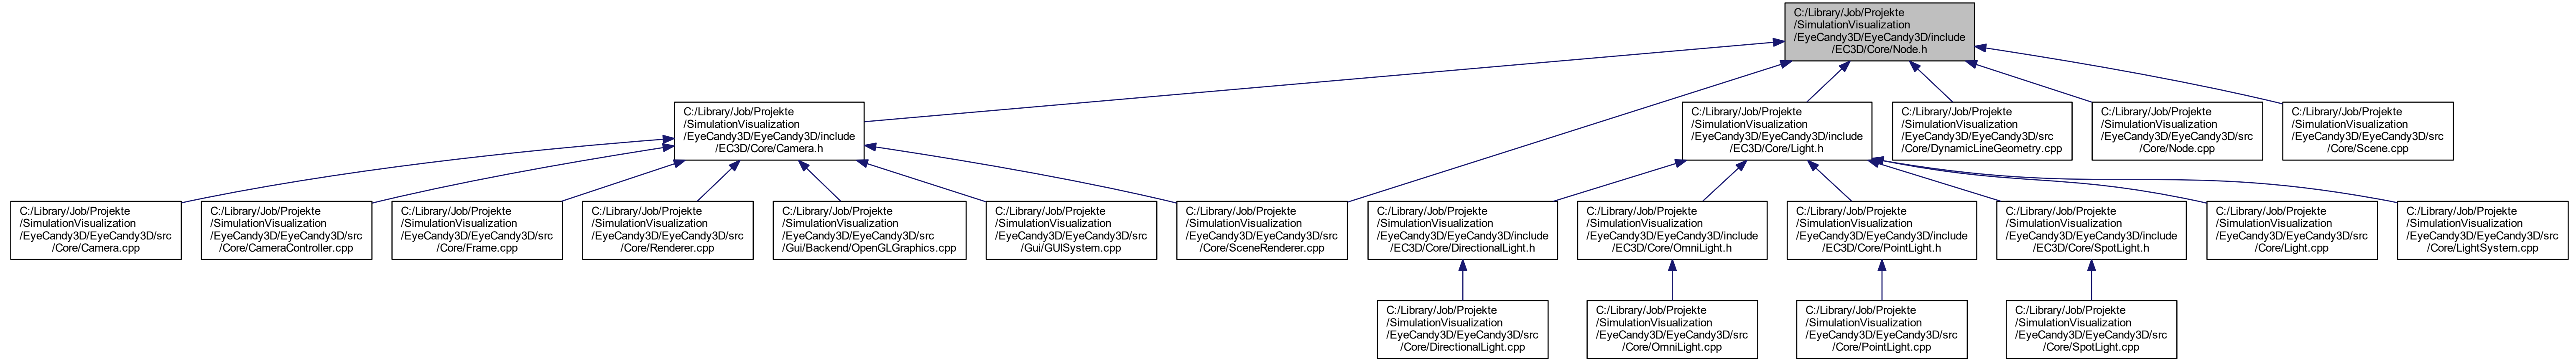 C:/Library/Job/Projekte
/SimulationVisualization
/EyeCandy3D/EyeCandy3D/include
/EC3D/Core/Node.h
C:/Library/Job/Projekte
/SimulationVisualization
/EyeCandy3D/EyeCandy3D/include
/EC3D/Core/Camera.h
C:/Library/Job/Projekte
/SimulationVisualization
/EyeCandy3D/EyeCandy3D/include
/EC3D/Core/Light.h
C:/Library/Job/Projekte
/SimulationVisualization
/EyeCandy3D/EyeCandy3D/src
/Core/DynamicLineGeometry.cpp
C:/Library/Job/Projekte
/SimulationVisualization
/EyeCandy3D/EyeCandy3D/src
/Core/Node.cpp
C:/Library/Job/Projekte
/SimulationVisualization
/EyeCandy3D/EyeCandy3D/src
/Core/Scene.cpp
C:/Library/Job/Projekte
/SimulationVisualization
/EyeCandy3D/EyeCandy3D/src
/Core/Camera.cpp
C:/Library/Job/Projekte
/SimulationVisualization
/EyeCandy3D/EyeCandy3D/src
/Core/CameraController.cpp
C:/Library/Job/Projekte
/SimulationVisualization
/EyeCandy3D/EyeCandy3D/src
/Core/Frame.cpp
C:/Library/Job/Projekte
/SimulationVisualization
/EyeCandy3D/EyeCandy3D/src
/Core/Renderer.cpp
C:/Library/Job/Projekte
/SimulationVisualization
/EyeCandy3D/EyeCandy3D/src
/Gui/Backend/OpenGLGraphics.cpp
C:/Library/Job/Projekte
/SimulationVisualization
/EyeCandy3D/EyeCandy3D/src
/Gui/GUISystem.cpp
C:/Library/Job/Projekte
/SimulationVisualization
/EyeCandy3D/EyeCandy3D/src
/Core/SceneRenderer.cpp
C:/Library/Job/Projekte
/SimulationVisualization
/EyeCandy3D/EyeCandy3D/include
/EC3D/Core/DirectionalLight.h
C:/Library/Job/Projekte
/SimulationVisualization
/EyeCandy3D/EyeCandy3D/include
/EC3D/Core/OmniLight.h
C:/Library/Job/Projekte
/SimulationVisualization
/EyeCandy3D/EyeCandy3D/include
/EC3D/Core/PointLight.h
C:/Library/Job/Projekte
/SimulationVisualization
/EyeCandy3D/EyeCandy3D/include
/EC3D/Core/SpotLight.h
C:/Library/Job/Projekte
/SimulationVisualization
/EyeCandy3D/EyeCandy3D/src
/Core/Light.cpp
C:/Library/Job/Projekte
/SimulationVisualization
/EyeCandy3D/EyeCandy3D/src
/Core/LightSystem.cpp
C:/Library/Job/Projekte
/SimulationVisualization
/EyeCandy3D/EyeCandy3D/src
/Core/DirectionalLight.cpp
C:/Library/Job/Projekte
/SimulationVisualization
/EyeCandy3D/EyeCandy3D/src
/Core/OmniLight.cpp
C:/Library/Job/Projekte
/SimulationVisualization
/EyeCandy3D/EyeCandy3D/src
/Core/PointLight.cpp
C:/Library/Job/Projekte
/SimulationVisualization
/EyeCandy3D/EyeCandy3D/src
/Core/SpotLight.cpp